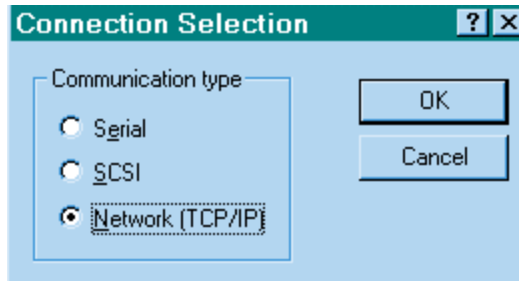 Connection Selection
Communication type
Serial
SCSI
Network (TCP/IP)
OK
Cancel